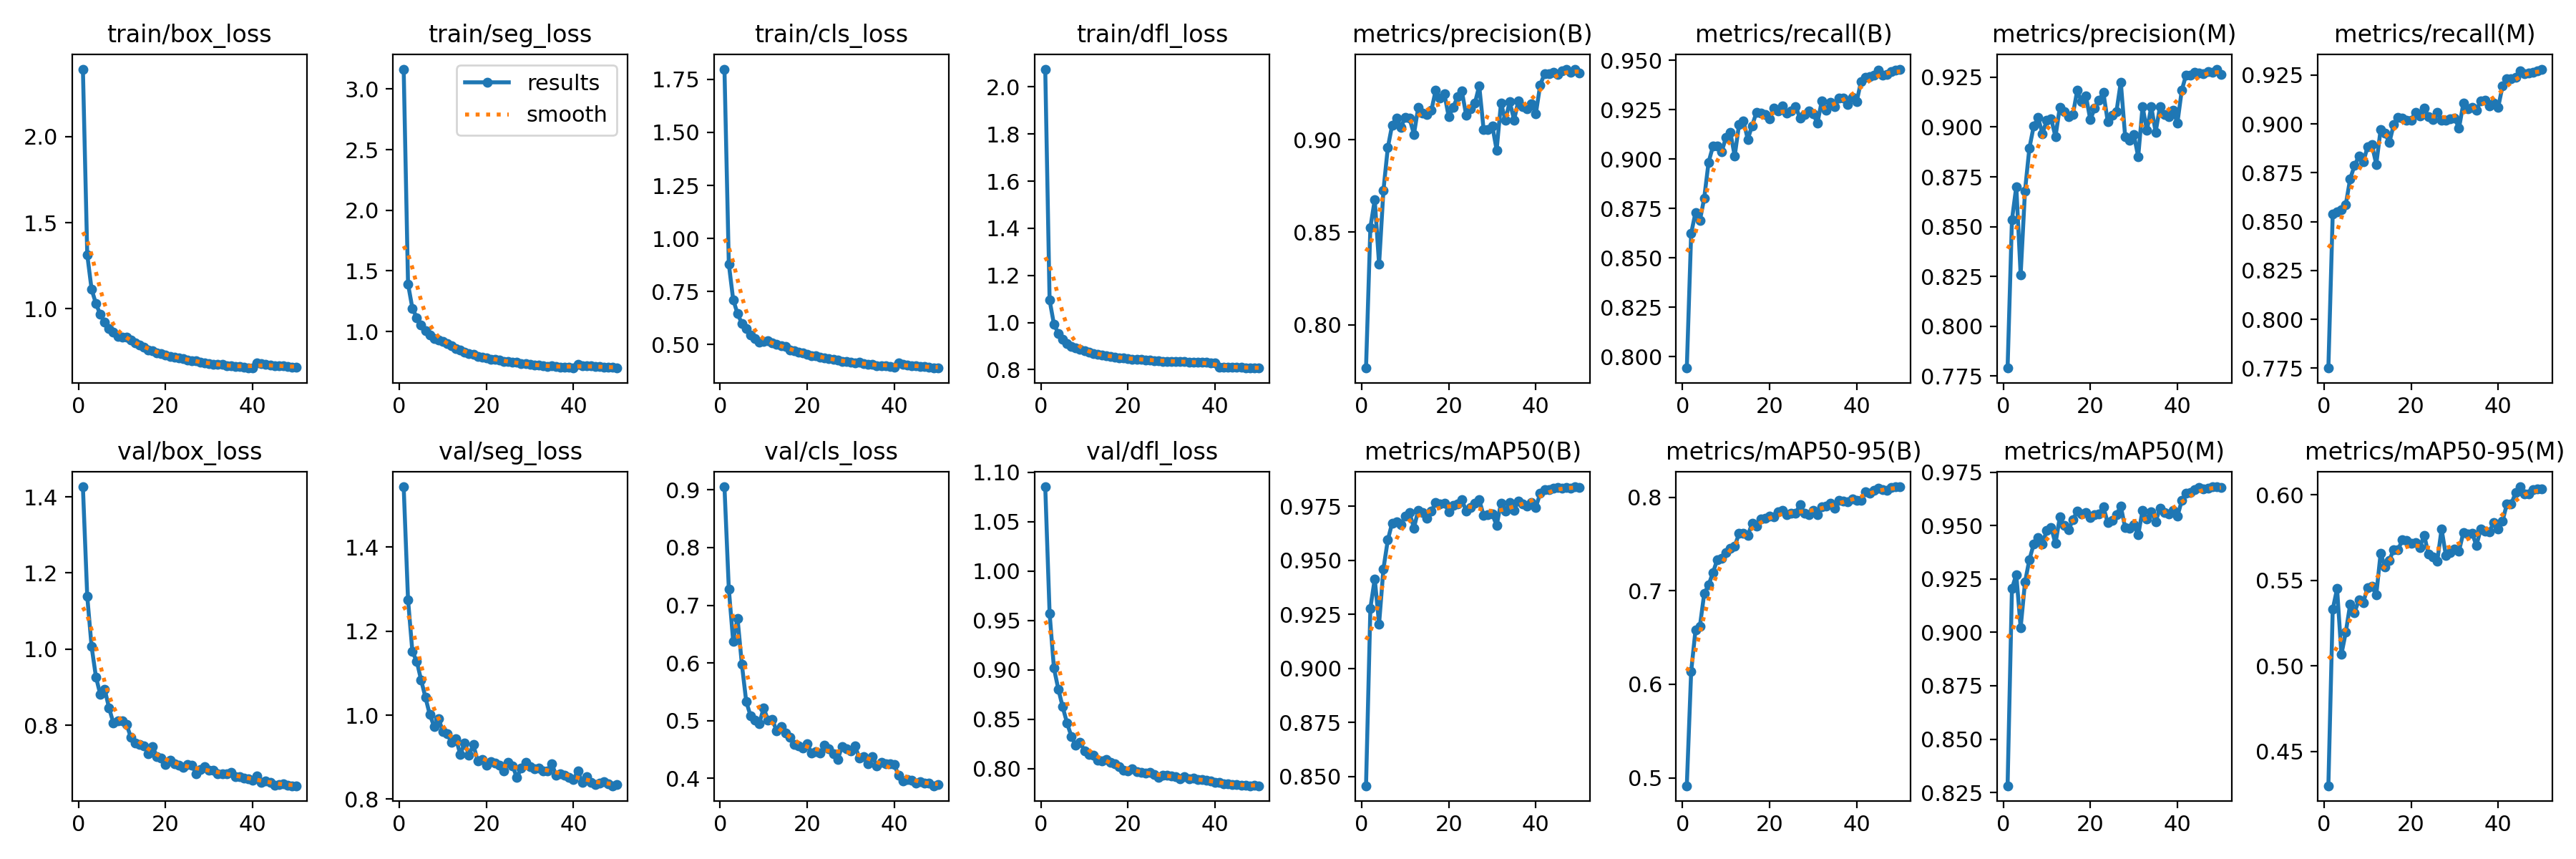 train/box_loss
train/seg_loss
train/cls_loss
train/dfl_loss
metrics/precision(B)
metrics/recall(B)
metrics/precision(M)
metrics/recall(M)
results
smooth
2.0
1.5
1.0
0 20 40
3.0
2.5
2.0
1.5
1.0
0 20 40
1.75
1.50
1.25
1.00
0.75
0.50
0 20 40
2.0
1.8
1.6
1.4
1.2
1.0
0.8
0 20 40
0.90
0.85
0.80
0 20 40
0.950
0.925
0.900
0.875
0.850
0.825
0.800
0 20 40
0.925
0.900
0.875
0.850
0.825
0.800
0.775
0 20 40
0.925
0.900
0.875
0.850
0.825
0.800
0.775
0 20 40
val/box_loss
val/seg_loss
val/cls_loss
val/dfl_loss
metrics/mAP50(B)
metrics/mAP50-95(B)
metrics/mAP50(M)
metrics/mAP50-95(M)
1.4
1.2
1.0
0.8
0 20 40
1.4
1.2
1.0
0.8
0 20 40
0.9
0.8
0.7
0.6
0.5
0.4
0 20 40
1.10
1.05
1.00
0.95
0.90
0.85
0.80
0 20 40
0.975
0.950
0.925
0.900
0.875
0.850
0 20 40
0.8
0.7
0.6
0.5
0 20 40
0.975
0.950
0.925
0.900
0.875
0.850
0.825
0 20 40
0.60
0.55
0.50
0.45
0 20 40